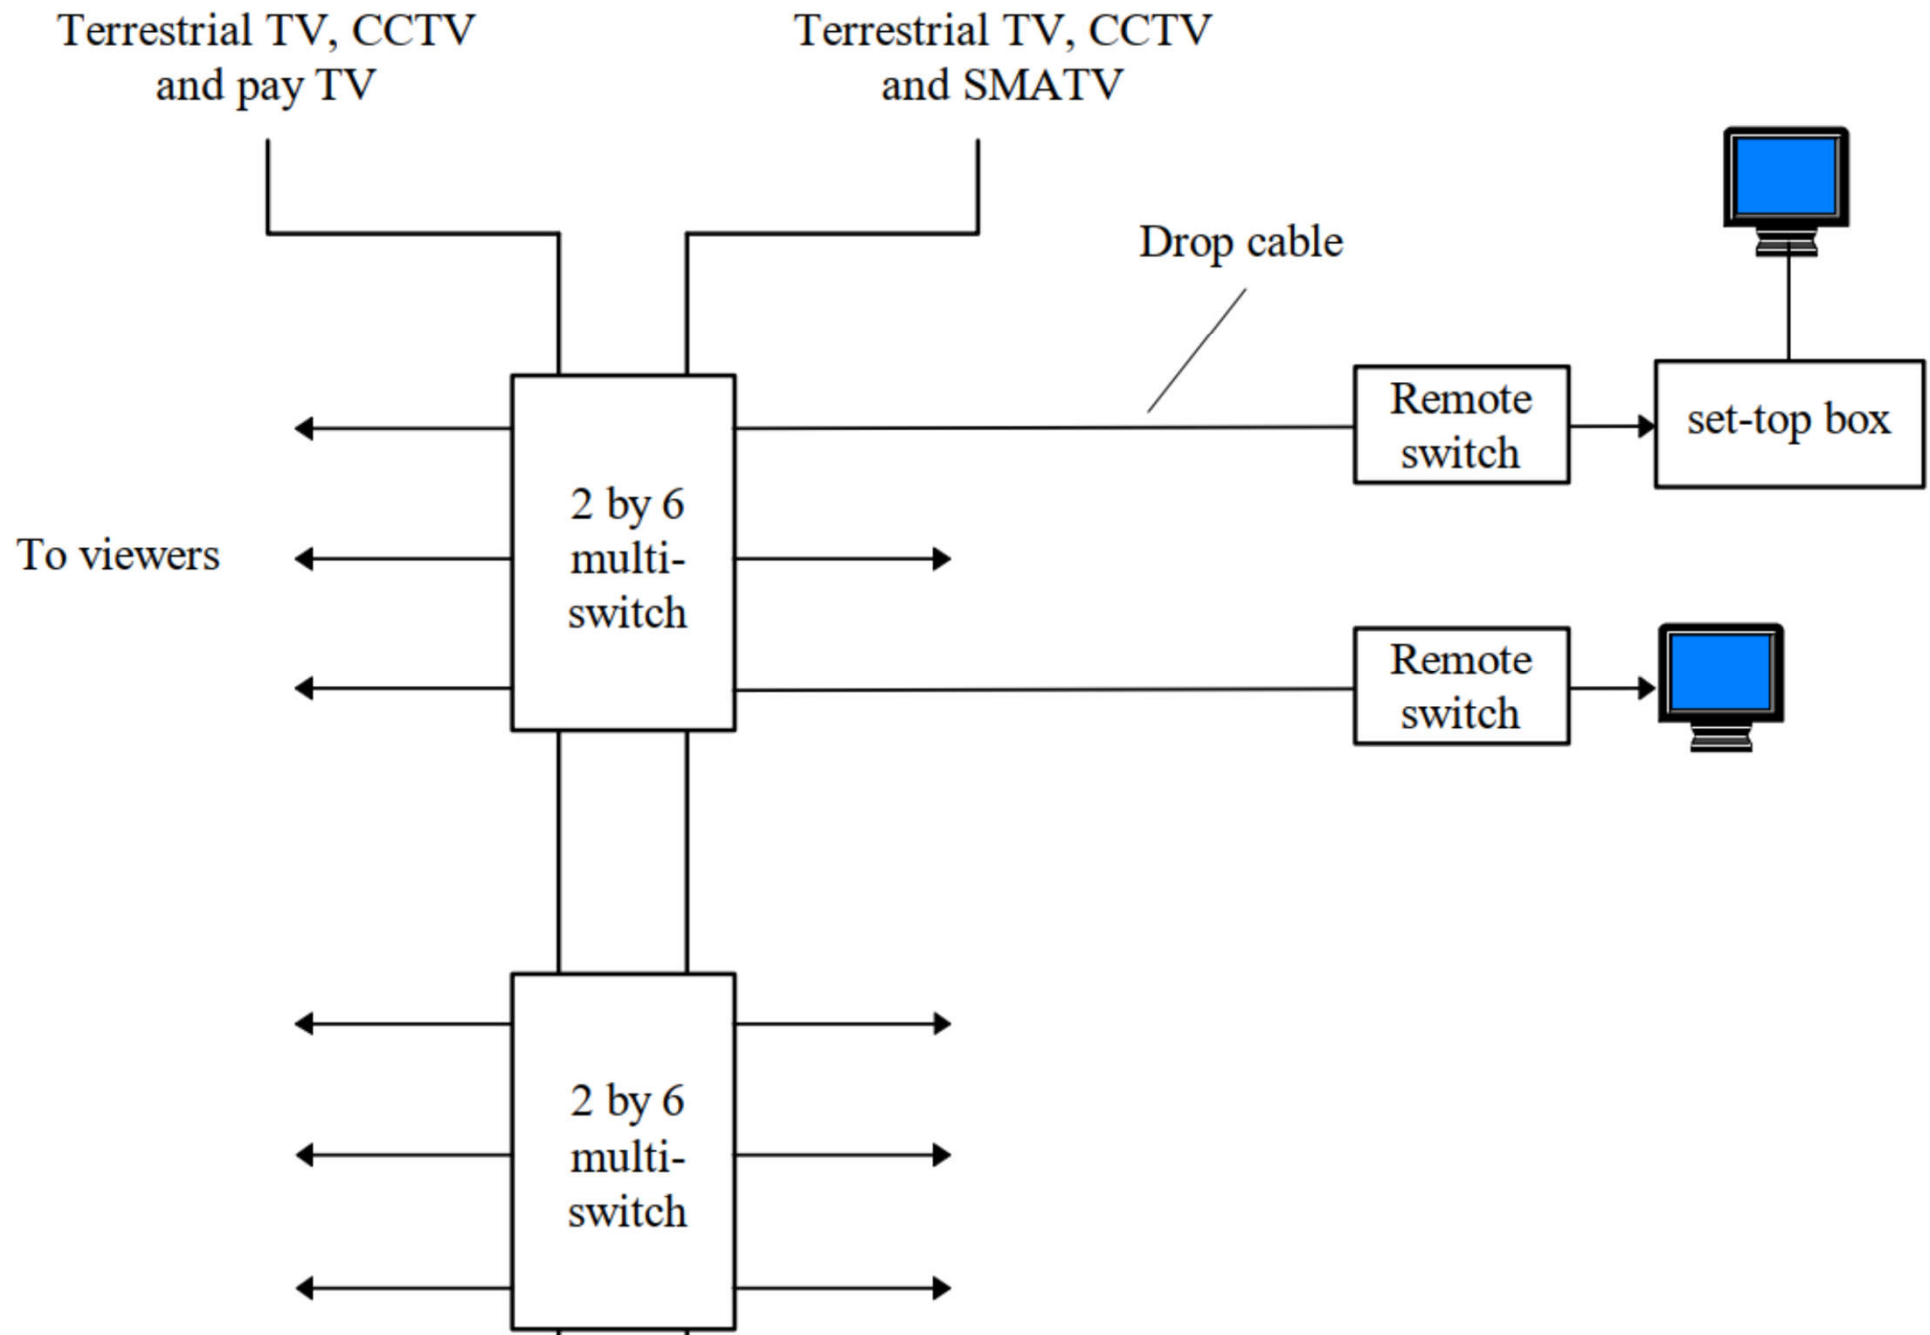 Terrestrial TV, CCTV
and pay TV
Terrestrial TV, CCTV
and SMATV
Drop cable
Remote
switch
set-top box
2 by 6
multi-
switch
To viewers
Remote
switch
2 by 6
multi-
switch